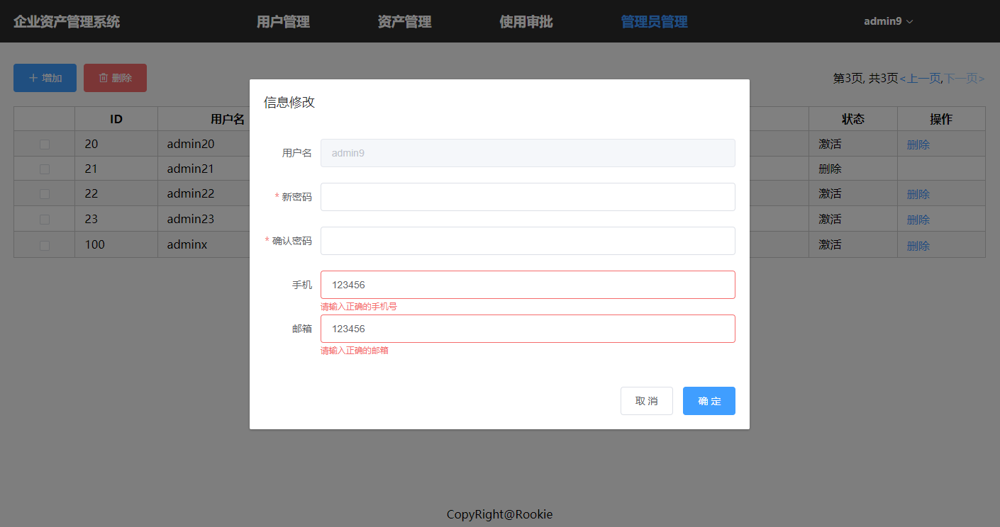 企业资产管理系统 用户管理 资产管理 使用审批 管理员管理 admin9
增加 删除 第3页, 共3页<上一页,下一页>
信息修改
ID 用户名 状态 操作
20 admin20 激活 删除
21 admin21 删除
22 admin22 激活 删除
23 admin23 激活 删除
100 adminx 激活 删除
用户名 admin9
* 新密码
* 确认密码
手机 123456
请输入正确的手机号
邮箱 123456
请输入正确的邮箱
取 消 确 定
CopyRight@Rookie